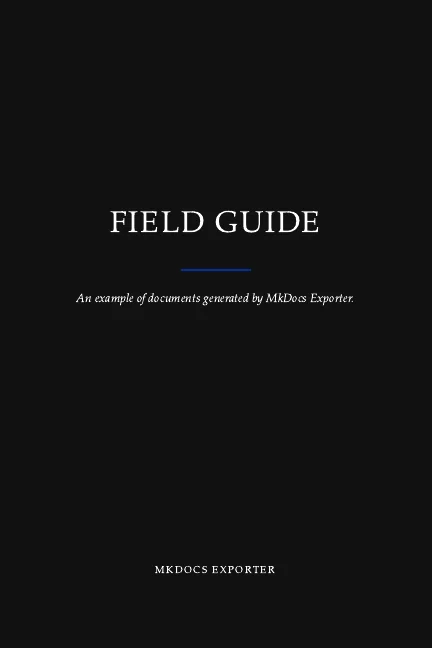 FIELD GUIDE
An example of documents generated by MkDocs Exporter.
MKDOCS EXPORTER